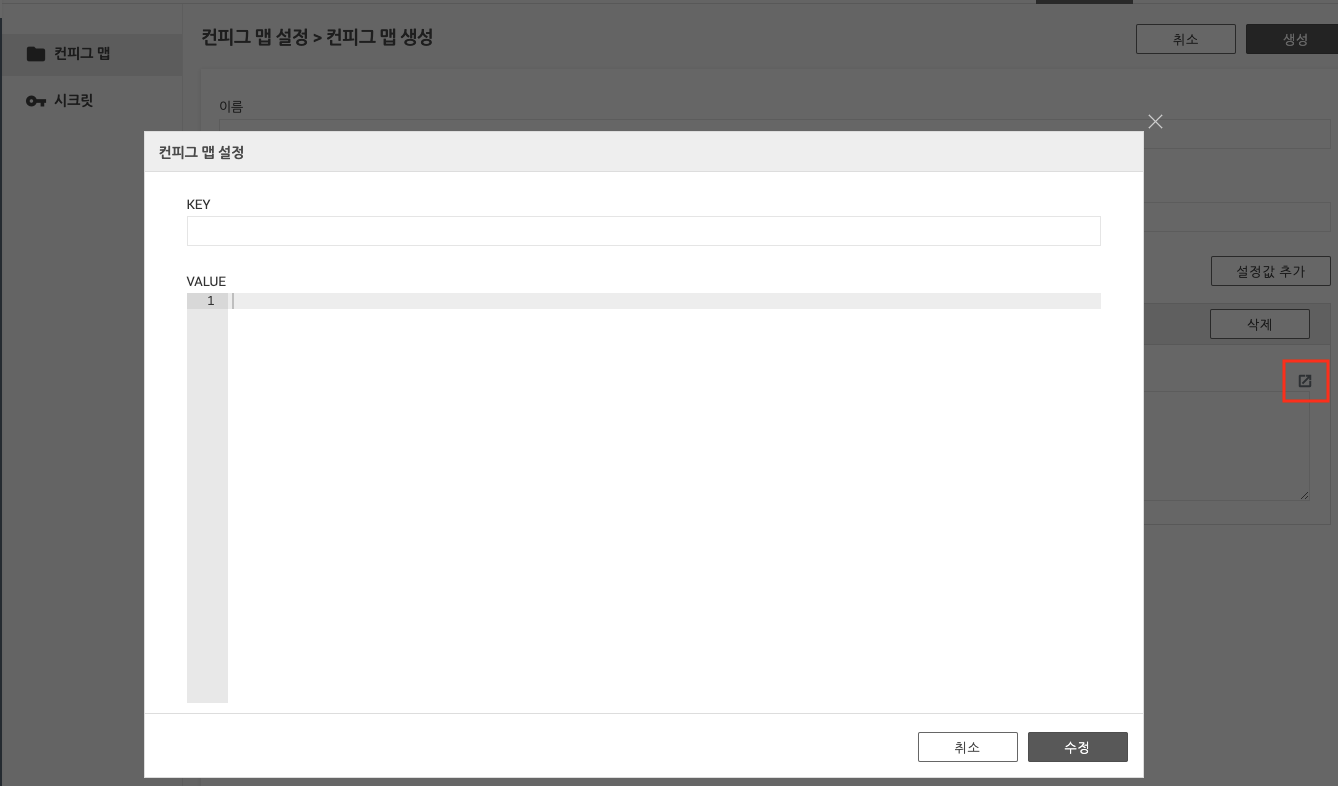 컨피그 맵
시크릿
컨피그 맵 설정 > 컨피그 맵 생성
취소
생성
이름
컨피그 맵 설정
KEY
VALUE
1
설정값 추가
삭제
취소
수정